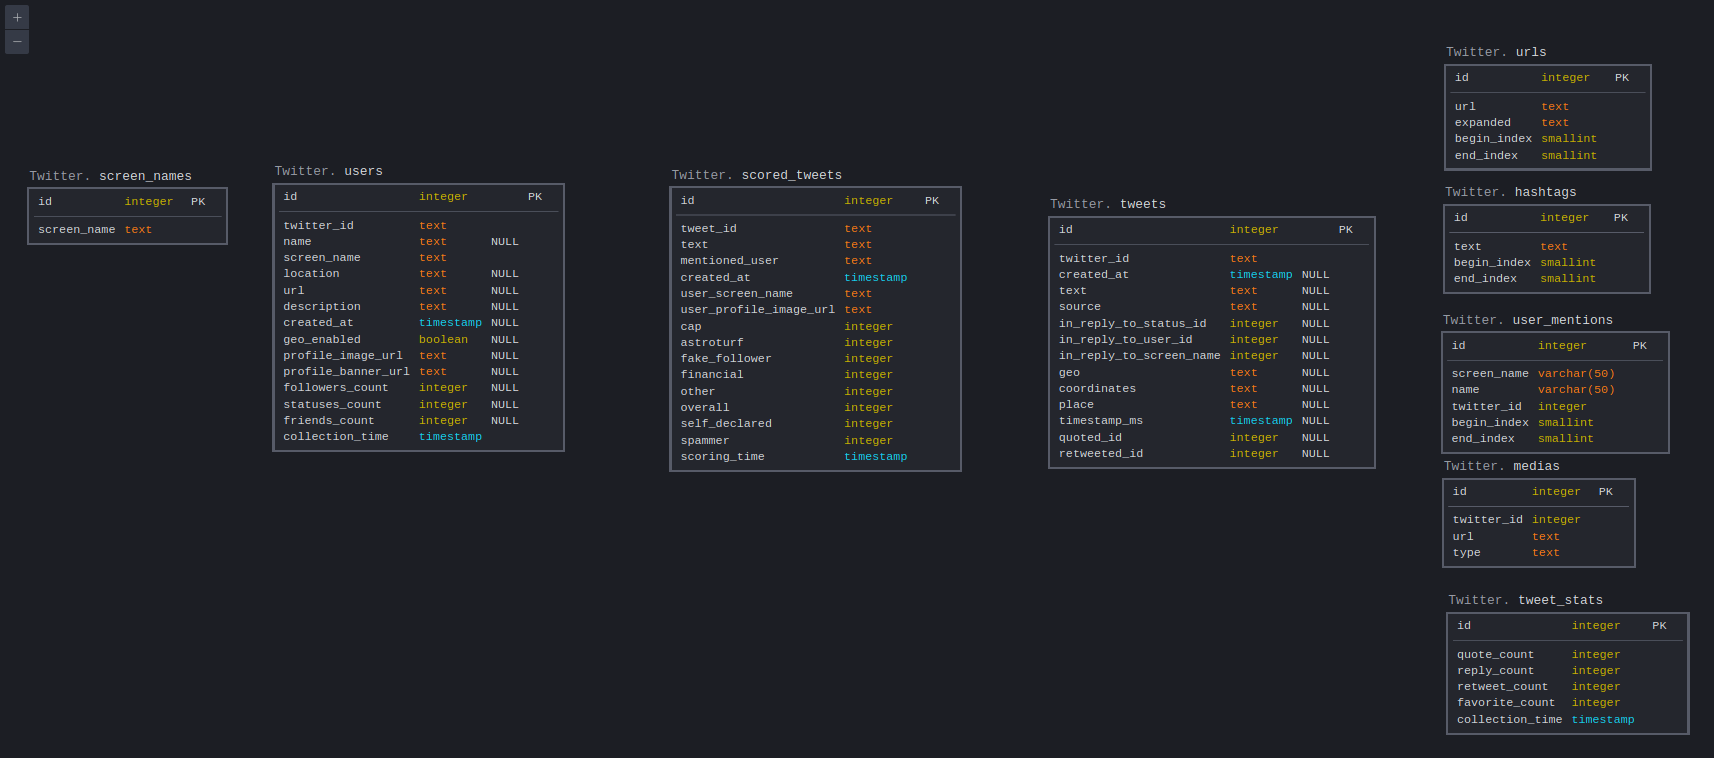 +
−
Twitter. screen_names
id integer PK
screen_name text
Twitter. users
id integer PK
twitter_id text
name text NULL
screen_name text
location text NULL
url text NULL
description text NULL
created_at timestamp NULL
geo_enabled boolean NULL
profile_image_url text NULL
profile_banner_url text NULL
followers_count integer NULL
statuses_count integer NULL
friends_count integer NULL
collection_time timestamp
Twitter. scored_tweets
id integer PK
tweet_id text
text text
mentioned_user text
created_at timestamp
user_screen_name text
user_profile_image_url text
cap integer
astroturf integer
fake_follower integer
financial integer
other integer
overall integer
self_declared integer
spammer integer
scoring_time timestamp
Twitter. tweets
id integer PK
twitter_id text
created_at timestamp NULL
text text NULL
source text NULL
in_reply_to_status_id integer NULL
in_reply_to_user_id integer NULL
in_reply_to_screen_name integer NULL
geo text NULL
coordinates text NULL
place text NULL
timestamp_ms timestamp NULL
quoted_id integer NULL
retweeted_id integer NULL
Twitter. urls
id integer PK
url text
expanded text
begin_index smallint
end_index smallint
Twitter. hashtags
id integer PK
text text
begin_index smallint
end_index smallint
Twitter. user_mentions
id integer PK
screen_name varchar(50)
name varchar(50)
twitter_id integer
begin_index smallint
end_index smallint
Twitter. medias
id integer PK
twitter_id integer
url text
type text
Twitter. tweet_stats
id integer PK
quote_count integer
reply_count integer
retweet_count integer
favorite_count integer
collection_time timestamp